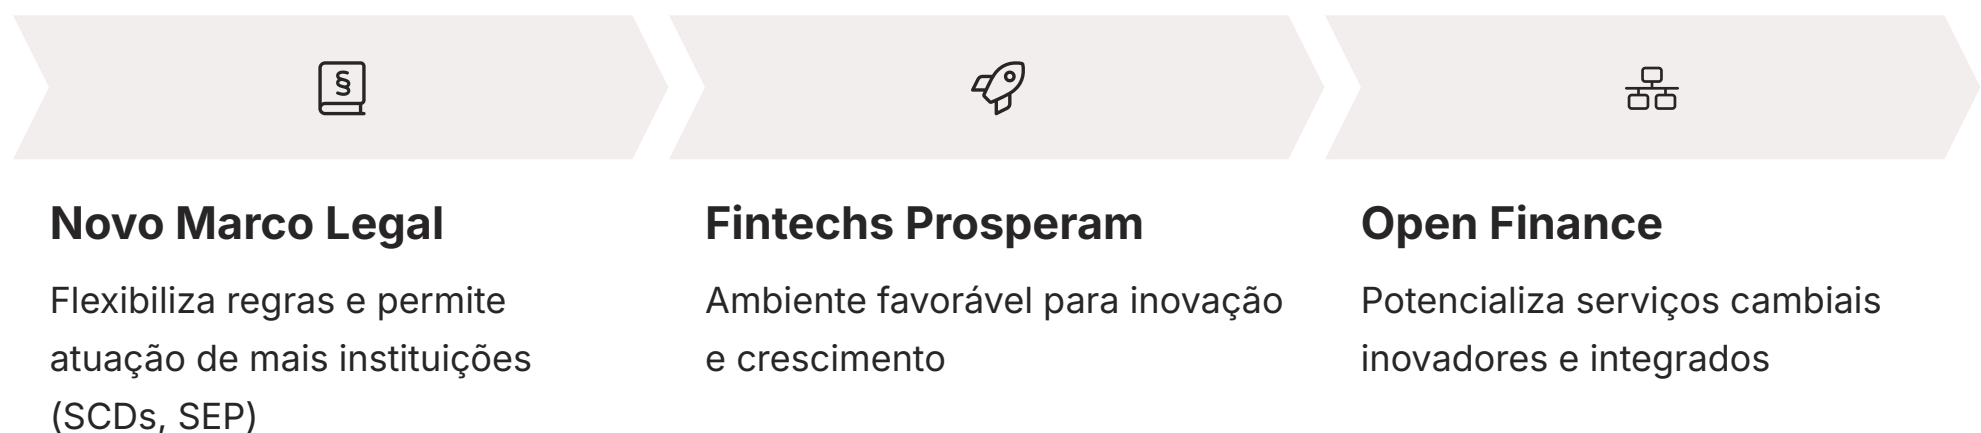 §
Novo Marco Legal
Flexibiliza regras e permite
atuação de mais instituições
(SCDs, SEP)
Fintechs Prosperam
Ambiente favorável para inovação
e crescimento
Open Finance
Potencializa serviços cambiais
inovadores e integrados